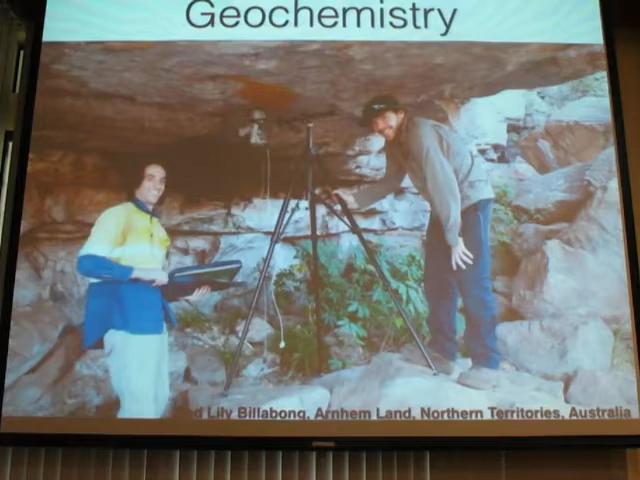 Geochemistry
Lily Billabong, Arnhem Land, Northern Territories, Australia